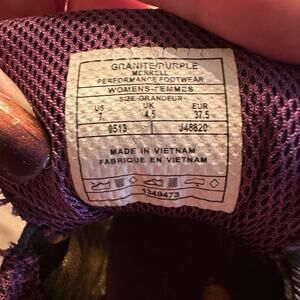 GRANITE/PURPLE
MERRELL
PERFORMANCE FOOTWEAR
WOMENS-FEMMES
SIZE-GRANDEUR
US UK EUR
7 4.5 37.5
0513 J48820
MADE IN VIETNAM
FABRIQUE EN VIETNAM
1349473